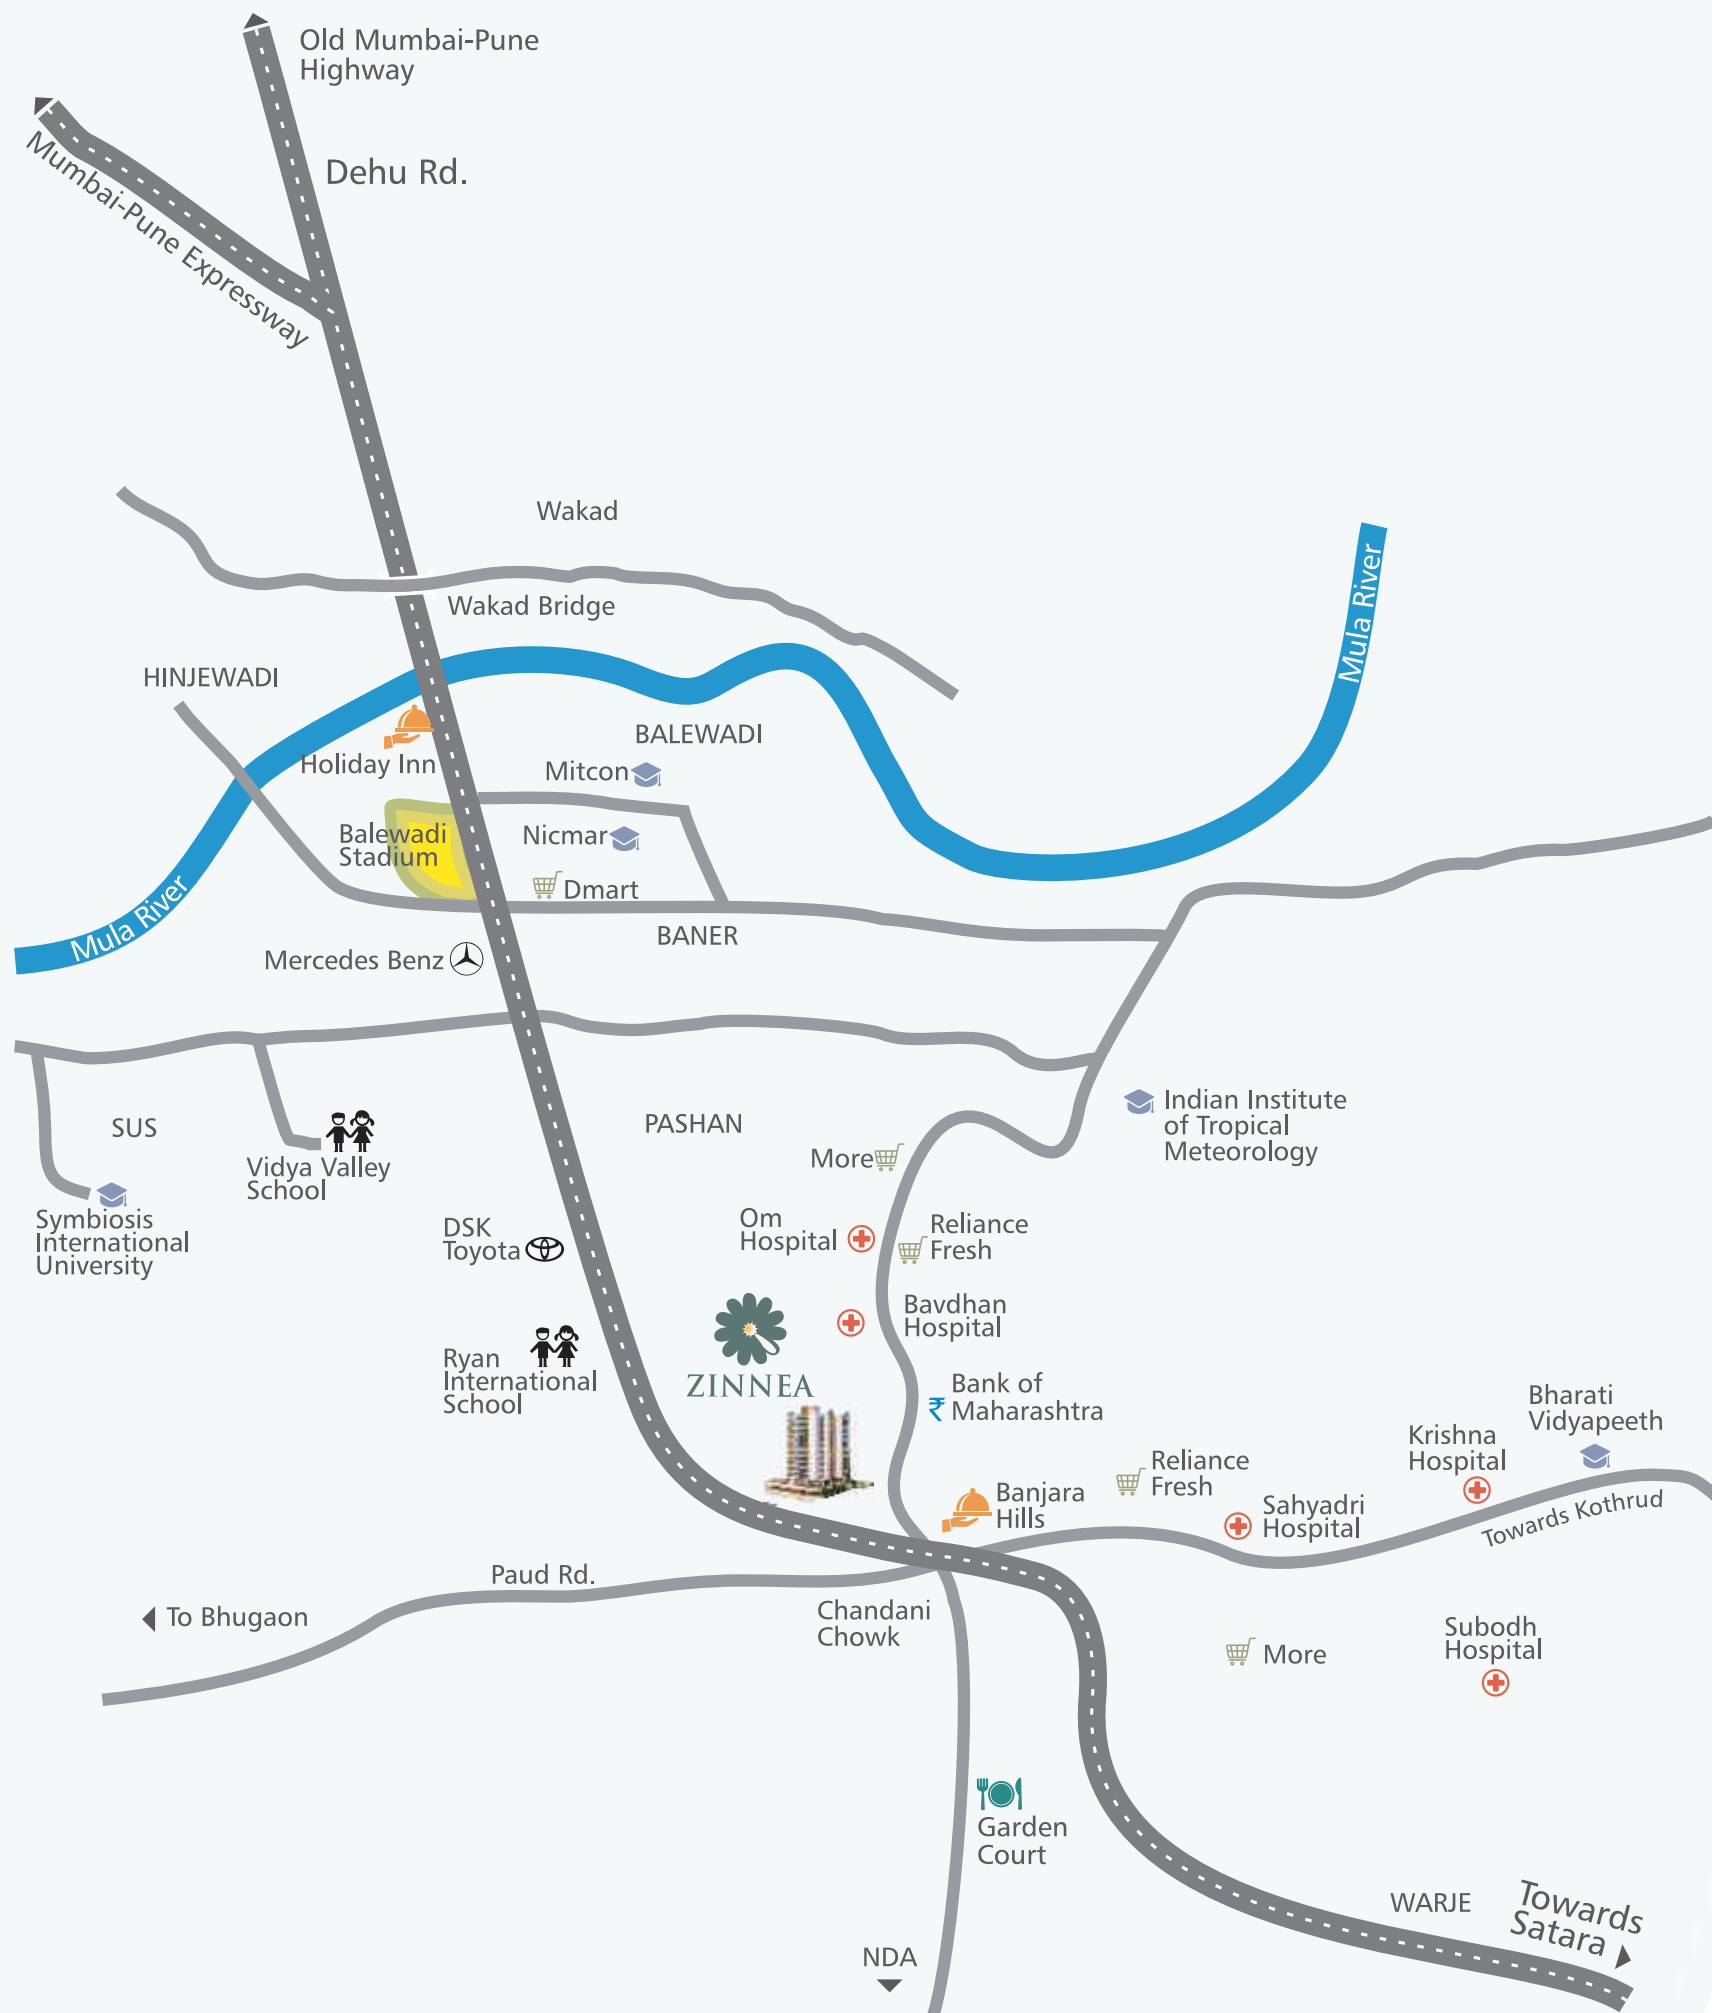 Old Mumbai-Pune
Highway
Mumbai-Pune Expressway
Dehu Rd.
Wakad
Wakad Bridge
Mula River
HINJEWADI
Holiday Inn
BALEWADI
Mitcon
Balewadi
Stadium
Nicmar
Dmart
Mula River
BANER
Mercedes Benz
SUS
PASHAN
Indian Institute
of Tropical
Meteorology
More
Vidya Valley
School
Symbiosis
International
University
DSK
Toyota
Om
Hospital
Reliance
Fresh
Bavdhan
Hospital
Ryan
International
School
ZINNEA
₹
Bank of
Maharashtra
Bharati
Vidyapeeth
Krishna
Hospital
Reliance
Fresh
Banjara
Hills
Sahyadri
Hospital
Towards Kothrud
Paud Rd.
To Bhugaon
Chandani
Chowk
More
Subodh
Hospital
Garden
Court
WARJE
Towards
Satara
NDA